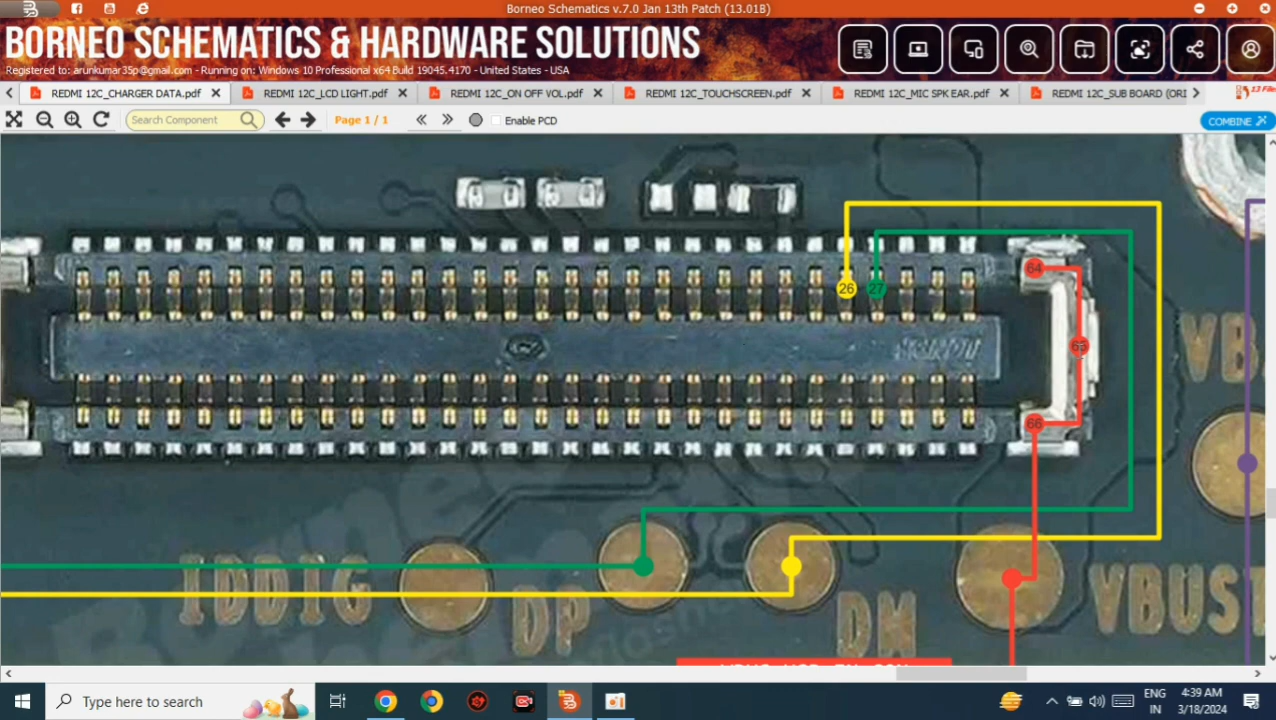 Borneo Schematics v.7.0 Jan 13th Patch (13.018)
BORNEO SCHEMATICS & HARDWARE SOLUTIONS
Registered to: arunkumar35p@gmail.com - Running on: Windows 10 Professional x64 Build 19045.4170 - United States - USA
REDMI 12C_CHARGER DATA.pdf
REDMI 12C_LCD LIGHT.pdf
REDMI 12C_ON OFF VOL.pdf
REDMI 12C_TOUCHSCREEN.pdf
REDMI 12C_MIC SPK EAR.pdf
REDMI 12C_SUB BOARD (ORI
13 File
Search Component
Page 1 / 1
Enable PCD
COMBINE
64
26
27
66
IDDIG
DP
DM
VBUS
Type here to search
ENG
IN
4:39 AM
3/18/2024